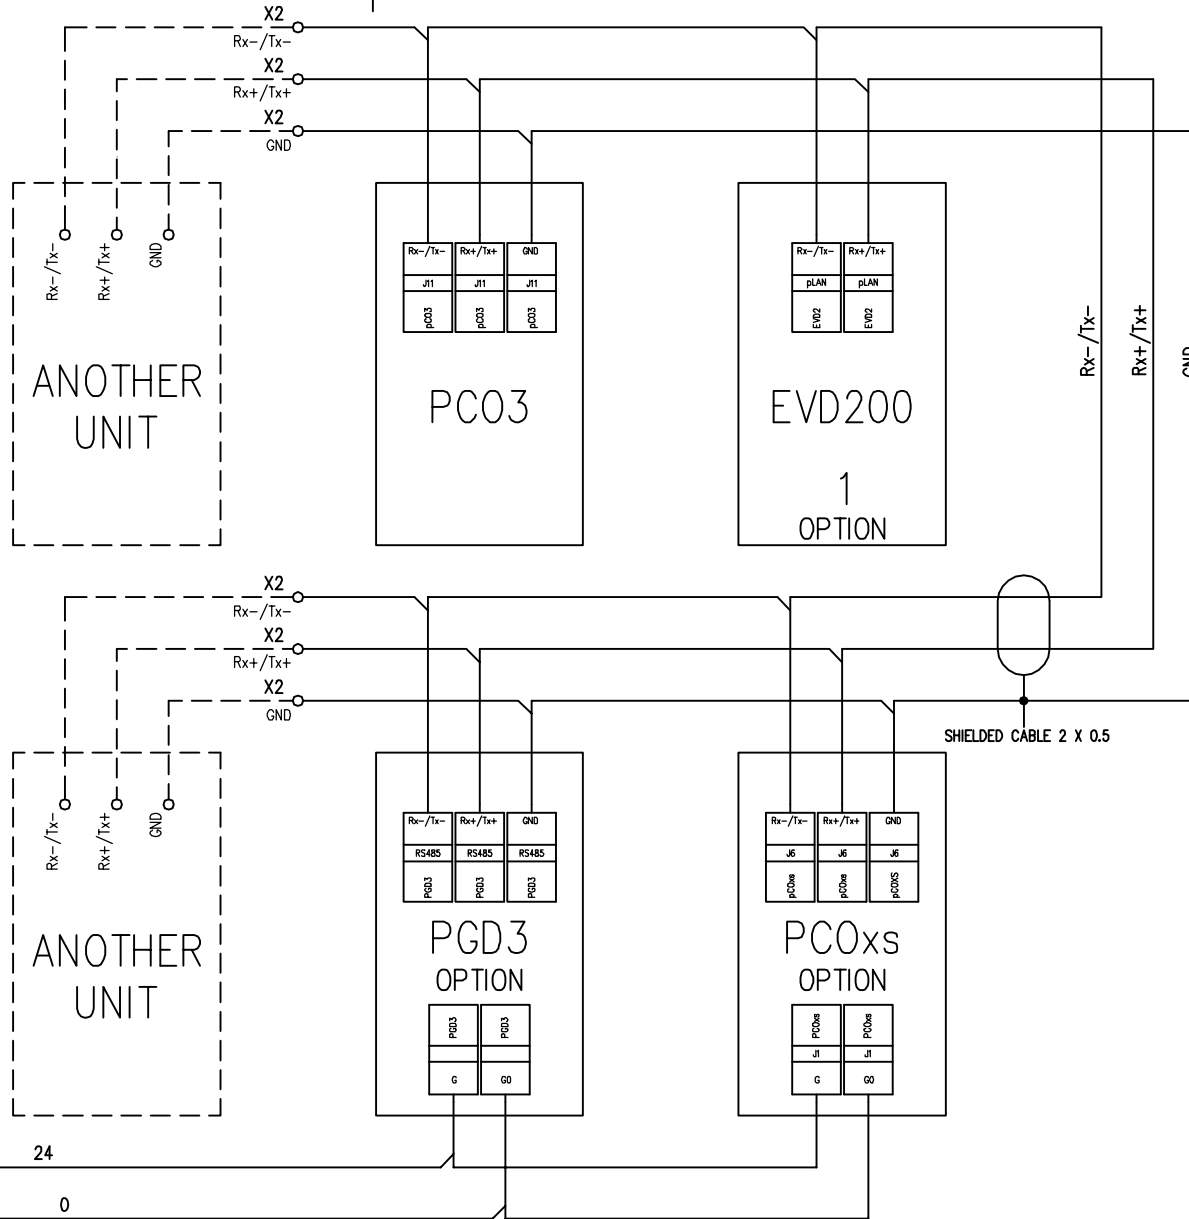 X2
Rx-/Tx-
X2
Rx+/Tx+
X2
GND
Rx-/Tx-
Rx+/Tx+
GND
ANOTHER
UNIT
Rx-/Tx- Rx+/Tx+ GND
J11 J11 J11
pCO3 pCO3 pCO3
PCO3
Rx-/Tx- Rx+/Tx+
pLAN pLAN
EVD2 EVD2
EVD200
1
OPTION
Rx-/Tx-
Rx+/Tx+
GND
X2
Rx-/Tx-
X2
Rx+/Tx+
X2
GND
SHIELDED CABLE 2 X 0.5
Rx-/Tx-
Rx+/Tx+
GND
ANOTHER
UNIT
Rx-/Tx- Rx+/Tx+ GND
RS485 RS485 RS485
PGD3 PGD3 PGD3
PGD3
OPTION
PGD3 PGD3
G G0
Rx-/Tx- Rx+/Tx+ GND
J6 J6 J6
pCOxs pCOxs pCOXS
PCOxs
OPTION
PCOxs PCOxs
J1 J1
G G0
24
0